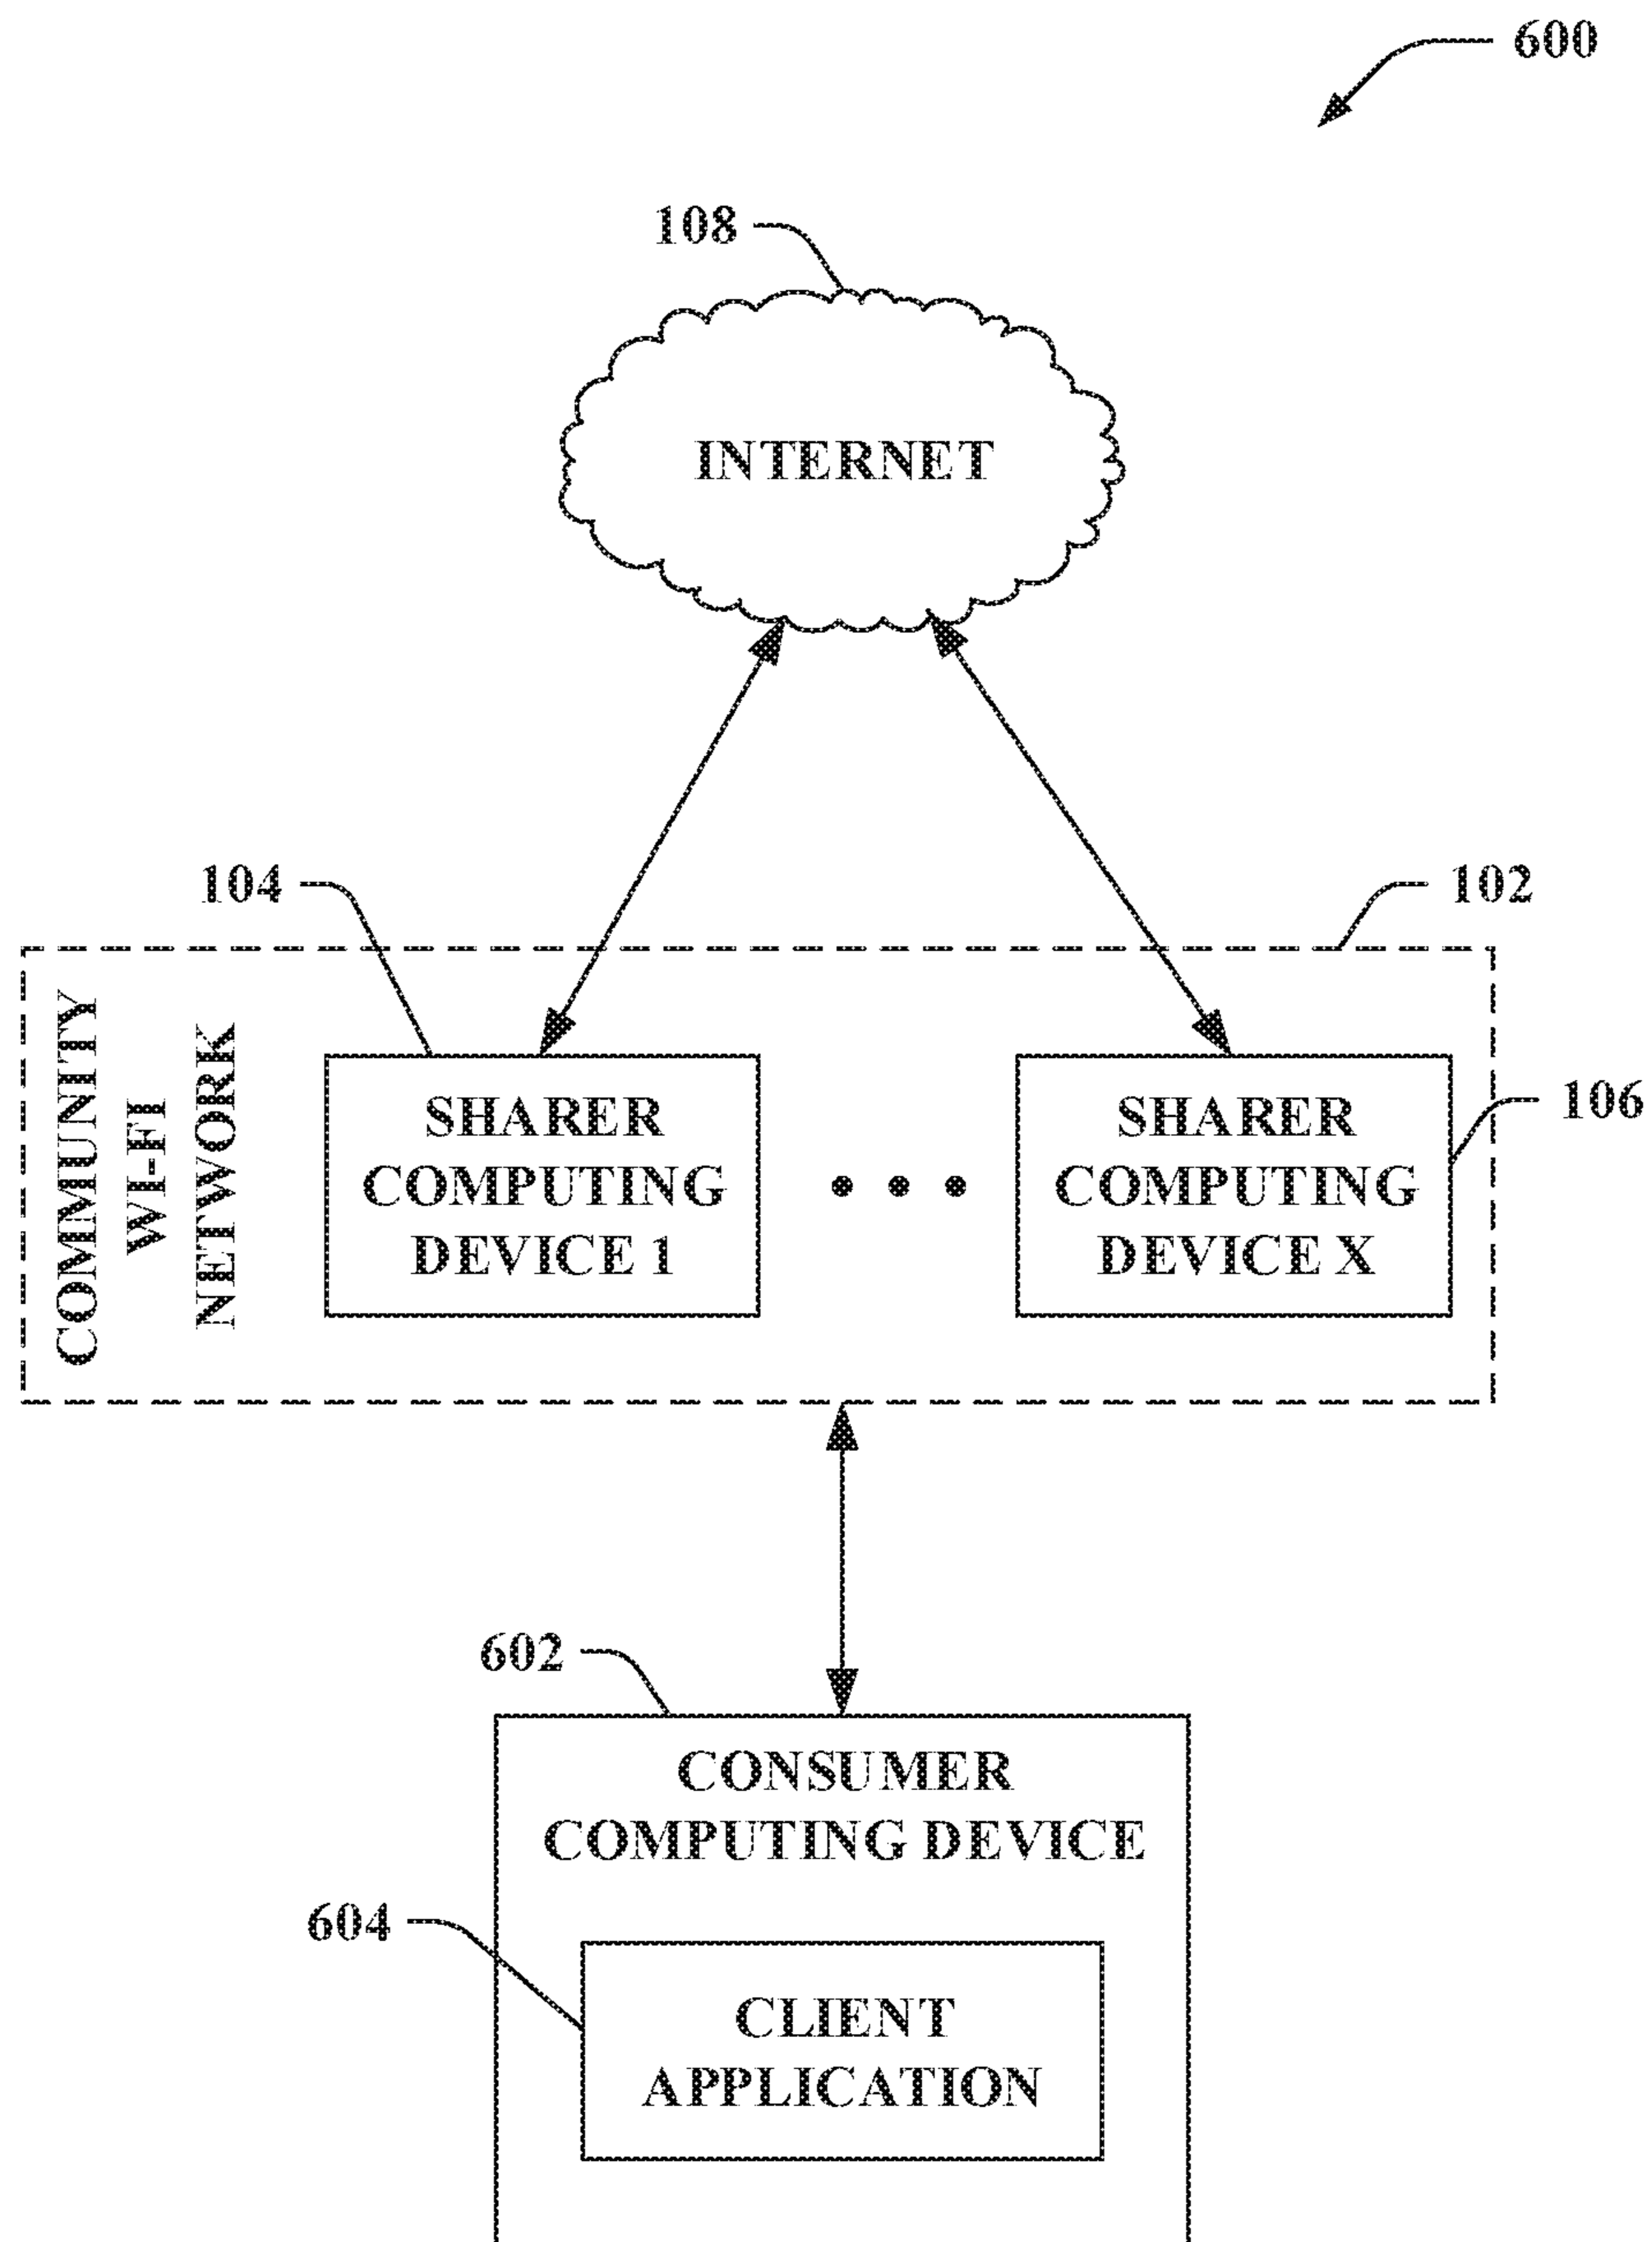 600
108
INTERNET
104
102
COMMUNITY
WI-FI
NETWORK
SHARER
COMPUTING
DEVICE 1
SHARER
COMPUTING
DEVICE X
106
602
CONSUMER
COMPUTING DEVICE
604
CLIENT
APPLICATION